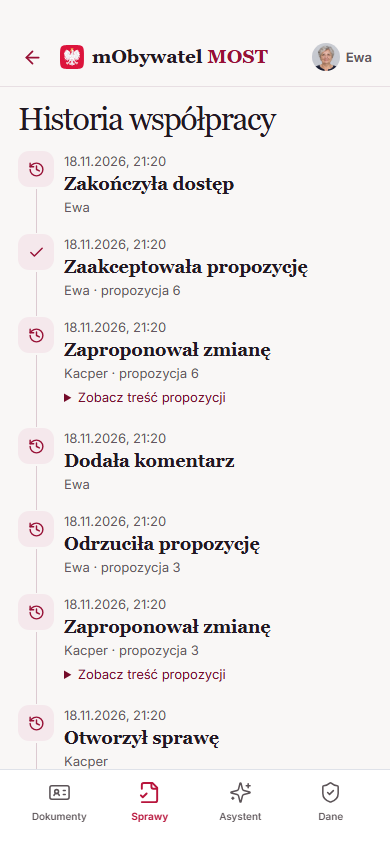 mObywatel MOST
Ewa
Historia współpracy
18.11.2026, 21:20
Zakończyła dostęp
Ewa
18.11.2026, 21:20
Zaakceptowała propozycję
Ewa · propozycja 6
18.11.2026, 21:20
Zaproponował zmianę
Kacper · propozycja 6
Zobacz treść propozycji
18.11.2026, 21:20
Dodała komentarz
Ewa
18.11.2026, 21:20
Odrzuciła propozycję
Ewa · propozycja 3
18.11.2026, 21:20
Zaproponował zmianę
Kacper · propozycja 3
Zobacz treść propozycji
18.11.2026, 21:20
Otworzył sprawę
Kacper
Dokumenty
Sprawy
Asystent
Dane